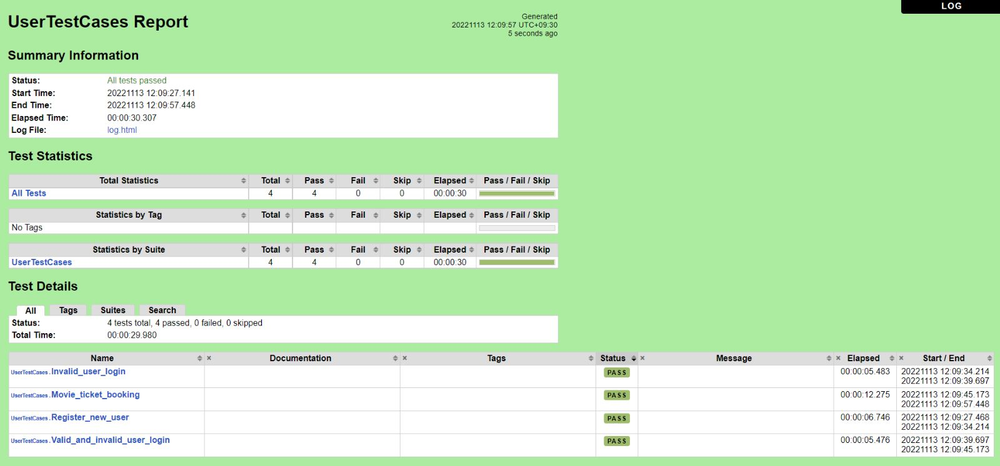 LOG
UserTestCases Report
Generated
20221113 12:09:57 UTC+09:30
5 seconds ago
Summary Information
Status: All tests passed
Start Time: 20221113 12:09:27.141
End Time: 20221113 12:09:57.448
Elapsed Time: 00:00:30.307
Log File: log.html
Test Statistics
Total Statistics Total Pass Fail Skip Elapsed Pass / Fail / Skip
All Tests 4 4 0 0 00:00:30
Statistics by Tag Total Pass Fail Skip Elapsed Pass / Fail / Skip
No Tags
Statistics by Suite Total Pass Fail Skip Elapsed Pass / Fail / Skip
UserTestCases 4 4 0 0 00:00:30
Test Details
All Tags Suites Search
Status: 4 tests total, 4 passed, 0 failed, 0 skipped
Total Time: 00:00:29.980
Name × Documentation × Tags Status × Message × Elapsed × Start / End
UserTestCases . Invalid_user_login PASS 00:00:05.483 20221113 12:09:34.214
20221113 12:09:39.697
UserTestCases . Movie_ticket_booking PASS 00:00:12.275 20221113 12:09:45.173
20221113 12:09:57.448
UserTestCases . Register_new_user PASS 00:00:06.746 20221113 12:09:27.468
20221113 12:09:34.214
UserTestCases . Valid_and_invalid_user_login PASS 00:00:05.476 20221113 12:09:39.697
20221113 12:09:45.173